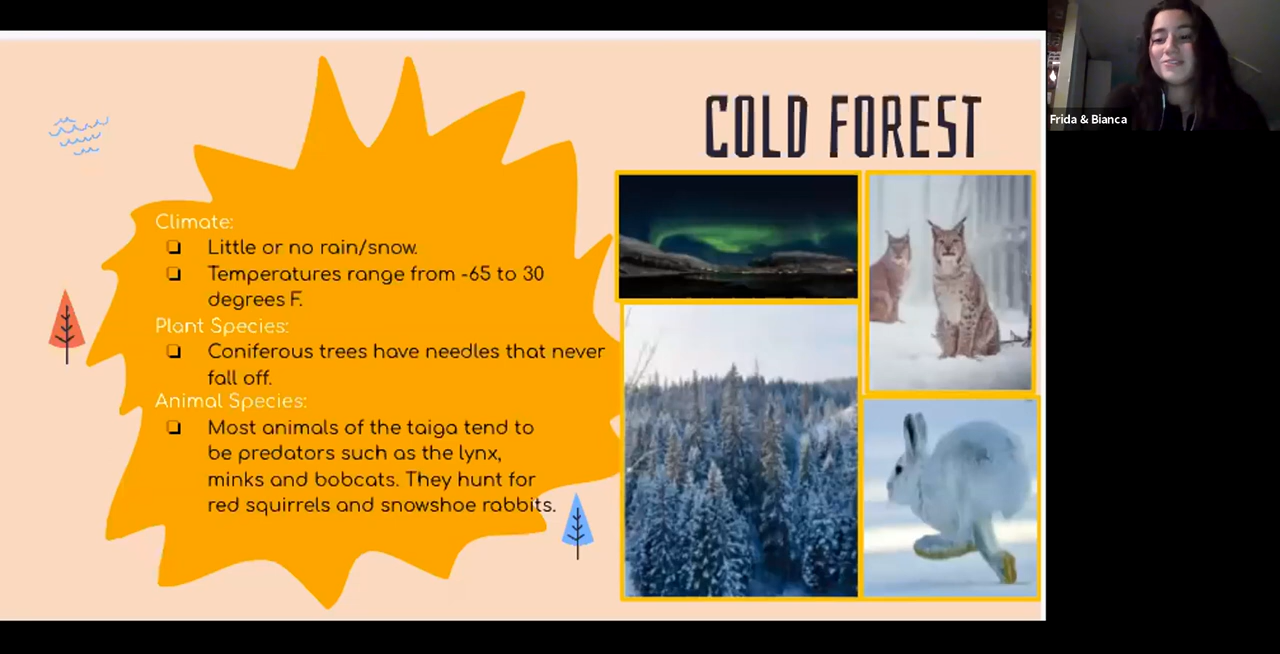 COLD FOREST
Frida & Bianca
Climate:
❏ Little or no rain/snow.
❏ Temperatures range from -65 to 30
degrees F.
Plant Species:
❏ Coniferous trees have needles that never
fall off.
Animal Species:
❏ Most animals of the taiga tend to
be predators such as the lynx,
minks and bobcats. They hunt for
red squirrels and snowshoe rabbits.